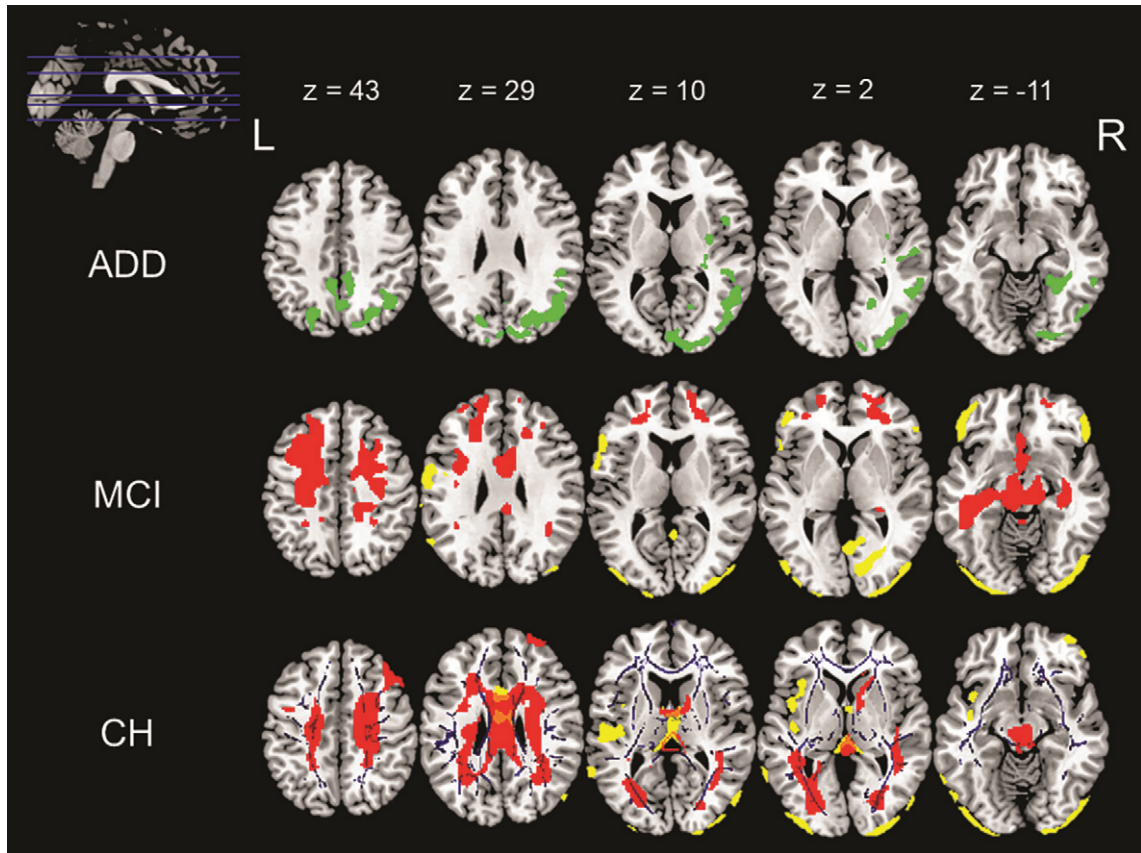 z = 43 z = 29 z = 10 z = 2 z = -11
L R
ADD
MCI
CH